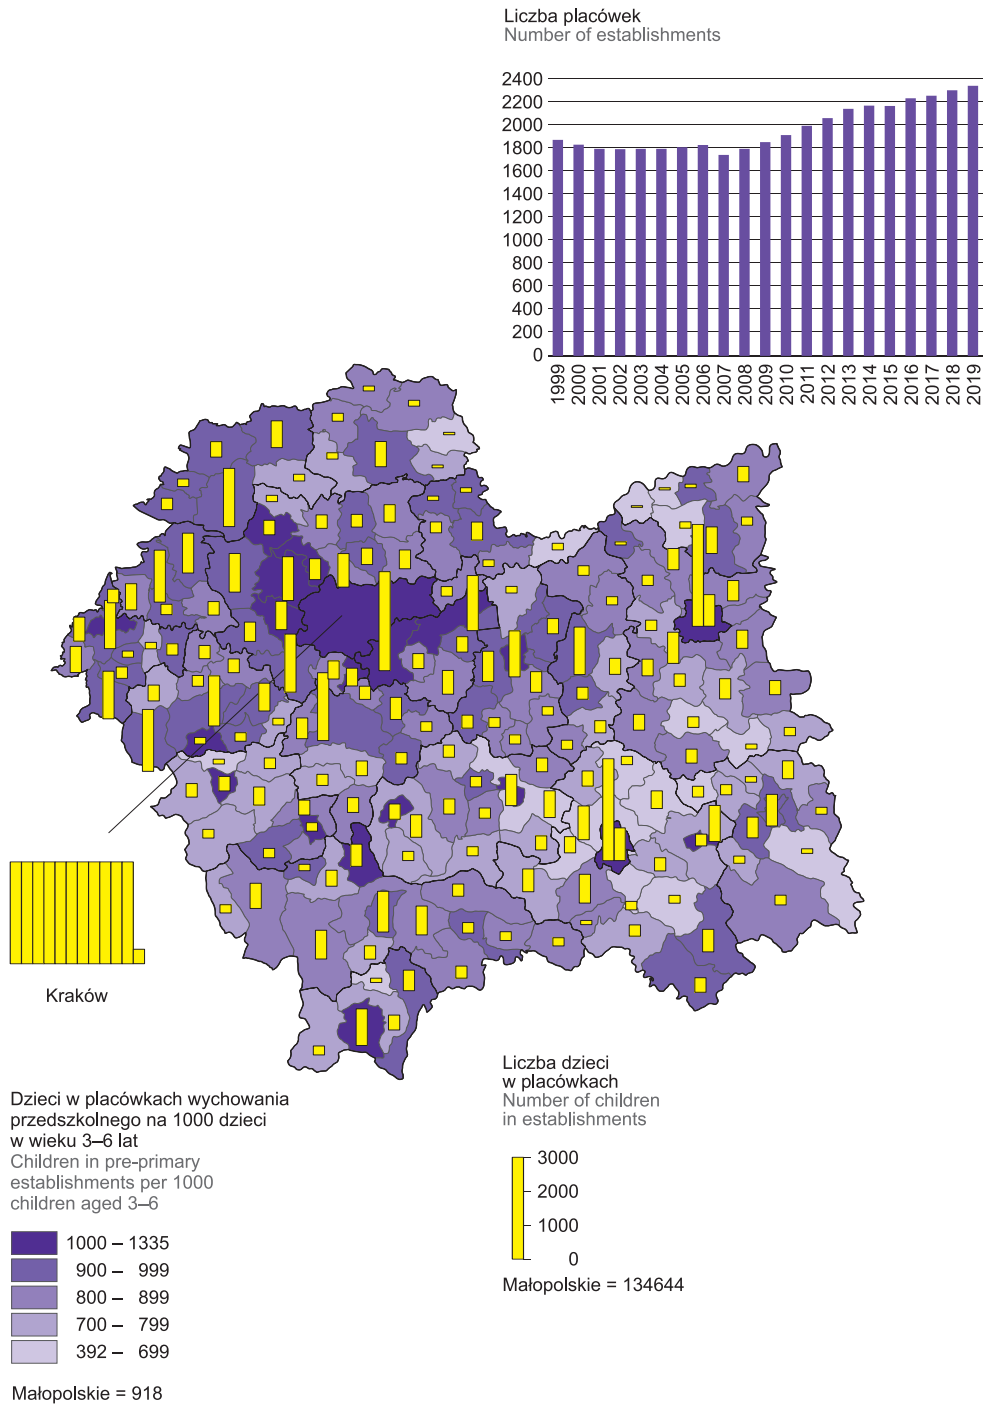 Liczba placówek
Number of establishments
2400
2200
2000
1800
1600
1400
1200
1000
800
600
400
200
0
1999
2000
2001
2002
2003
2004
2005
2006
2007
2008
2009
2010
2011
2012
2013
2014
2015
2016
2017
2018
2019
Kraków
Dzieci w placówkach wychowania
przedszkolnego na 1000 dzieci
w wieku 3–6 lat
Children in pre-primary
establishments per 1000
children aged 3–6
1000 – 1335
900 – 999
800 – 899
700 – 799
392 – 699
Małopolskie = 918
Liczba dzieci
w placówkach
Number of children
in establishments
3000
2000
1000
0
Małopolskie = 134644